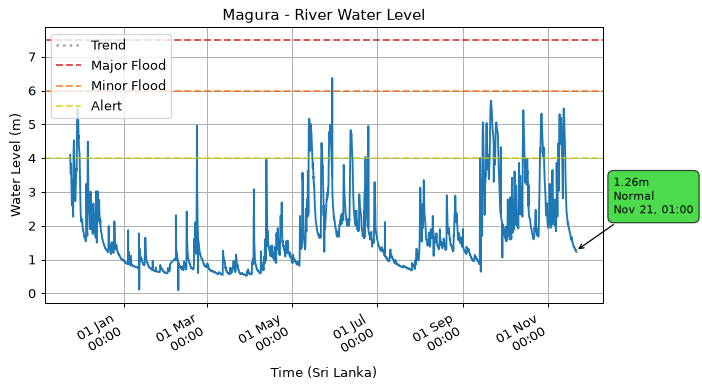 Magura - River Water Level
Water Level (m)
7
6
5
4
3
2
1
0
Trend
Major Flood
Minor Flood
Alert
1.26m
Normal
Nov 21, 01:00
01 Jan
00:00
01 Mar
00:00
01 May
00:00
01 Jul
00:00
01 Sep
00:00
01 Nov
00:00
Time (Sri Lanka)